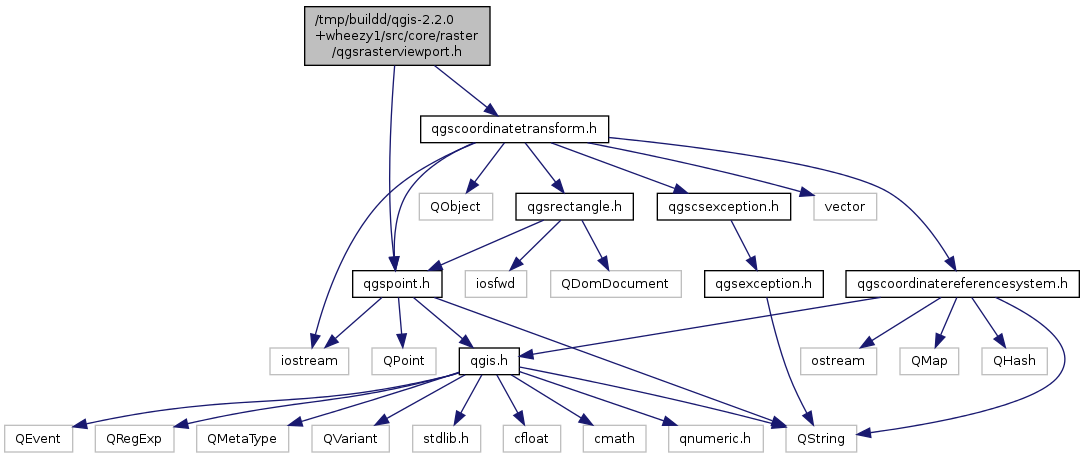 /tmp/buildd/qgis-2.2.0
+wheezy1/src/core/raster
/qgsrasterviewport.h
qgscoordinatetransform.h
QObject
qgsrectangle.h
qgscsexception.h
vector
qgspoint.h
iosfwd
QDomDocument
qgsexception.h
qgscoordinatereferencesystem.h
iostream
QPoint
qgis.h
ostream
QMap
QHash
QEvent
QRegExp
QMetaType
QVariant
stdlib.h
cfloat
cmath
qnumeric.h
QString